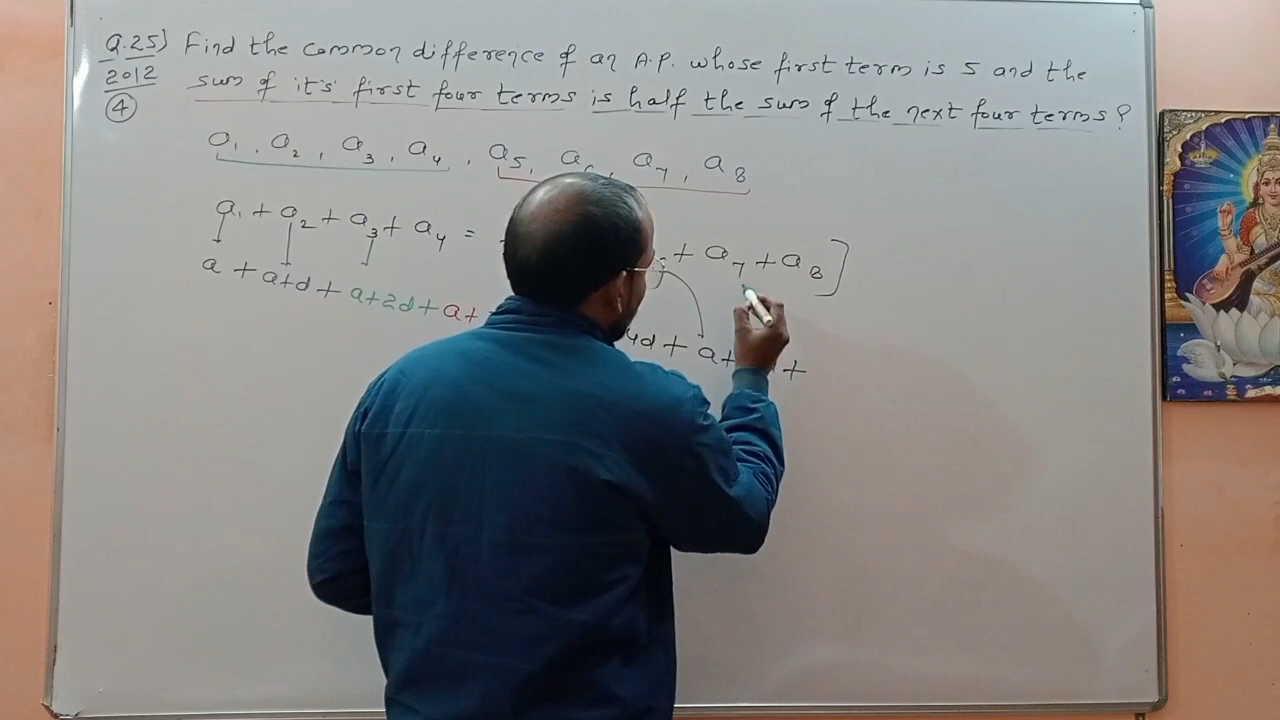 Q.25) Find the common difference of an A.P. whose first term is 5 and the
2012 sum of it's first four terms is half the sum of the next four terms?
④
a₁, a₂, a₃, a₄, a₅, a₆, a₇, a₈
a₁ + a₂ + a₃ + a₄ = + a₇ + a₈]
a + a+d + a+2d + a+ 4d + a+ +